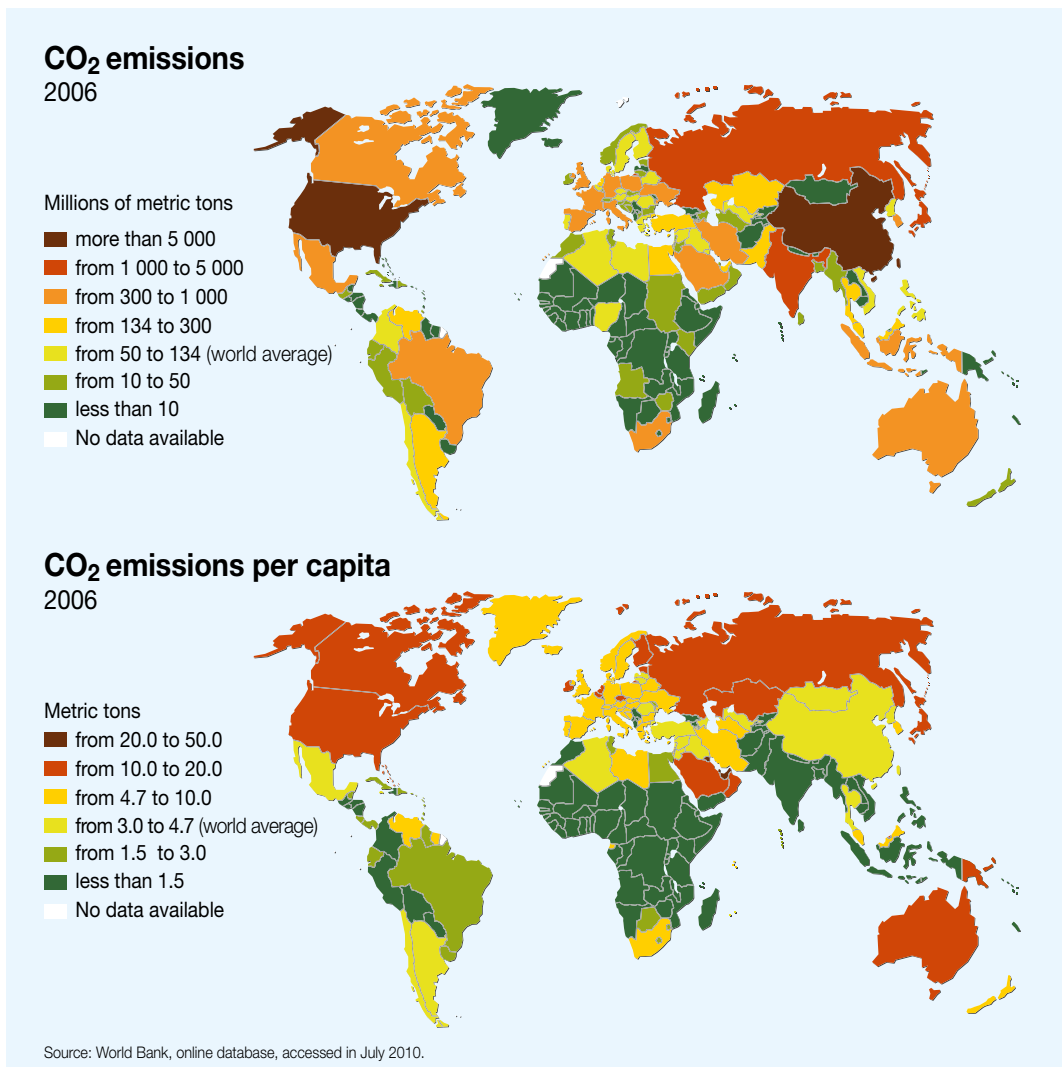 CO₂ emissions
2006
Millions of metric tons
more than 5 000
from 1 000 to 5 000
from 300 to 1 000
from 134 to 300
from 50 to 134 (world average)
from 10 to 50
less than 10
No data available
CO₂ emissions per capita
2006
Metric tons
from 20.0 to 50.0
from 10.0 to 20.0
from 4.7 to 10.0
from 3.0 to 4.7 (world average)
from 1.5 to 3.0
less than 1.5
No data available
Source: World Bank, online database, accessed in July 2010.